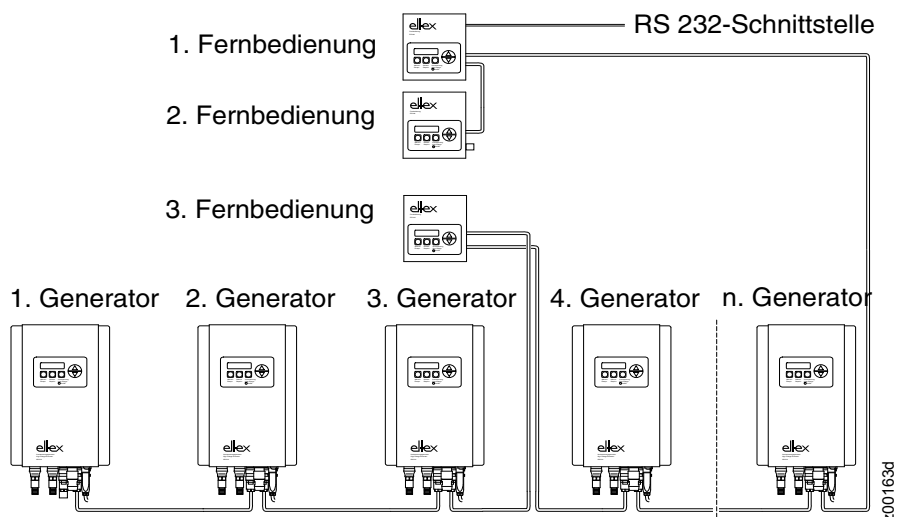 eltex
RS 232-Schnittstelle
1. Fernbedienung
eltex
2. Fernbedienung
eltex
3. Fernbedienung
1. Generator
2. Generator
3. Generator
4. Generator
n. Generator
eltex
eltex
eltex
eltex
eltex
z00163d